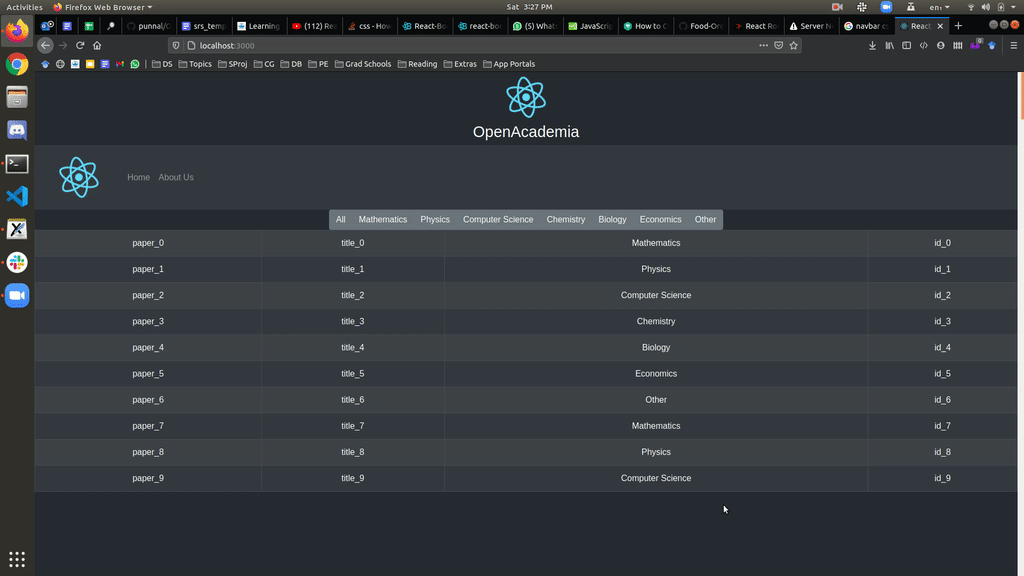 Activities Firefox Web Browser Sat 3:27 PM en
punnal/C srs_temp Learning (112) Rea css - How React-Boo react-boo (5) Whats JavaScrip How to C Food-Or React Ro Server N navbar c React
localhost:3000
DS Topics SProj CG DB PE Grad Schools Reading Extras App Portals
OpenAcademia
Home About Us
All Mathematics Physics Computer Science Chemistry Biology Economics Other
paper_0 title_0 Mathematics id_0
paper_1 title_1 Physics id_1
paper_2 title_2 Computer Science id_2
paper_3 title_3 Chemistry id_3
paper_4 title_4 Biology id_4
paper_5 title_5 Economics id_5
paper_6 title_6 Other id_6
paper_7 title_7 Mathematics id_7
paper_8 title_8 Physics id_8
paper_9 title_9 Computer Science id_9